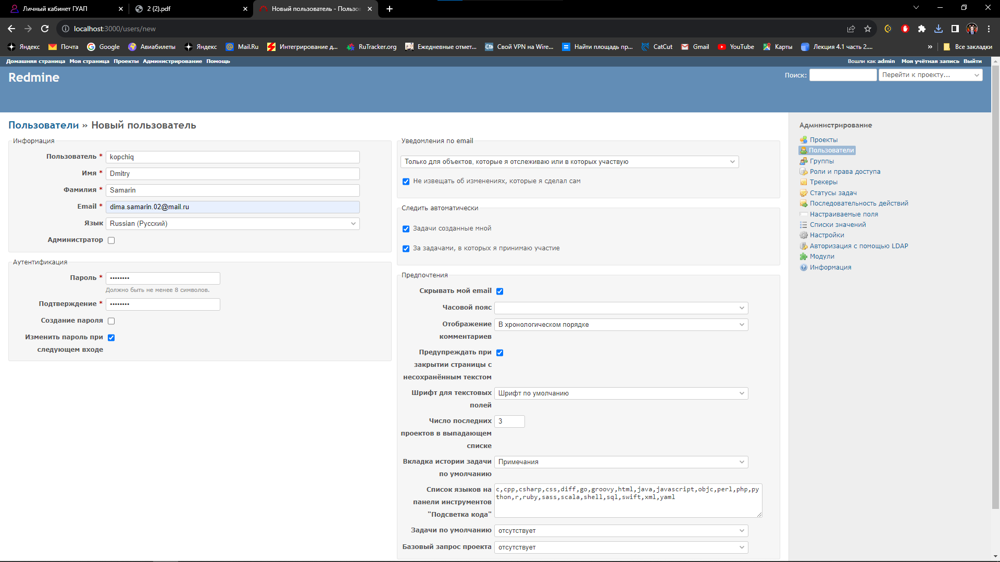 Личный кабинет ГУАП
2 (2).pdf
Новый пользователь - Пользо
localhost:3000/users/new
Яндекс
Почта
Google
Авиабилеты
Яндекс
Mail.Ru
Интегрирование д...
RuTracker.org
Ежедневные отмет...
Свой VPN на Wire...
Найти площадь пр...
CatCut
Gmail
YouTube
Карты
Лекция 4.1 часть 2....
»
Все закладки
Домашняя страница Моя страница Проекты Администрирование Помощь
Вошли как admin Моя учётная запись Выйти
Redmine
Поиск:
Перейти к проекту...
Пользователи » Новый пользователь
Информация
Пользователь * kopchiq
Имя * Dmitry
Фамилия * Samarin
Email * dima.samarin.02@mail.ru
Язык Russian (Русский)
Администратор
Аутентификация
Пароль * ••••••••
Должно быть не менее 8 символов.
Подтверждение * ••••••••
Создание пароля
Изменить пароль при
следующем входе
Уведомления по email
Только для объектов, которые я отслеживаю или в которых участвую
Не извещать об изменениях, которые я сделал сам
Следить автоматически
Задачи созданные мной
За задачами, в которых я принимаю участие
Предпочтения
Скрывать мой email
Часовой пояс
Отображение
комментариев
В хронологическом порядке
Предупреждать при
закрытии страницы с
несохранённым текстом
Шрифт для текстовых
полей
Шрифт по умолчанию
Число последних
проектов в выпадающем
списке
3
Вкладка истории задачи
по умолчанию
Примечания
Список языков на
панели инструментов
"Подсветка кода"
c,cpp,csharp,css,diff,go,groovy,html,java,javascript,objc,perl,php,py
thon,r,ruby,sass,scala,shell,sql,swift,xml,yaml
Задачи по умолчанию отсутствует
Базовый запрос проекта отсутствует
Администрирование
Проекты
Пользователи
Группы
Роли и права доступа
Трекеры
Статусы задач
Последовательность действий
Настраиваемые поля
Списки значений
Настройки
Авторизация с помощью LDAP
Модули
Информация